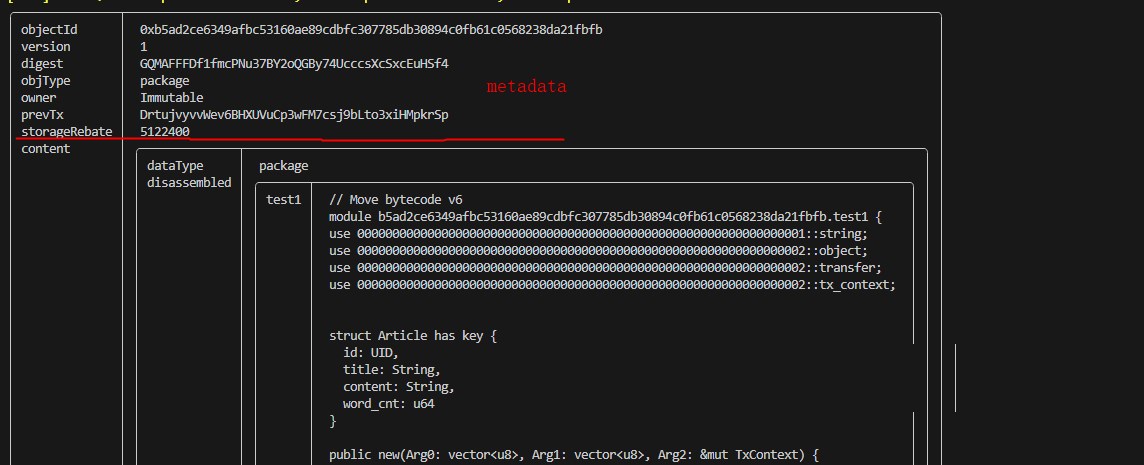 objectId 0xb5ad2ce6349afbc53160ae89cdbfc307785db30894c0fb61c0568238da21fbfb
version 1
digest GQMAFFFDf1fmcPNu37BY2oQGBy74UcccsXcSxcEuHSf4
objType package
owner Immutable
metadata
prevTx DrtujvyvvWev6BHXUVuCp3wFM7csj9bLto3xiHMpkrSp
storageRebate 5122400
content
dataType package
disassembled
test1 // Move bytecode v6
module b5ad2ce6349afbc53160ae89cdbfc307785db30894c0fb61c0568238da21fbfb.test1 {
use 0000000000000000000000000000000000000000000000000000000000000001::string;
use 0000000000000000000000000000000000000000000000000000000000000002::object;
use 0000000000000000000000000000000000000000000000000000000000000002::transfer;
use 0000000000000000000000000000000000000000000000000000000000000002::tx_context;
struct Article has key {
id: UID,
title: String,
content: String,
word_cnt: u64
}
public new(Arg0: vector<u8>, Arg1: vector<u8>, Arg2: &mut TxContext) {